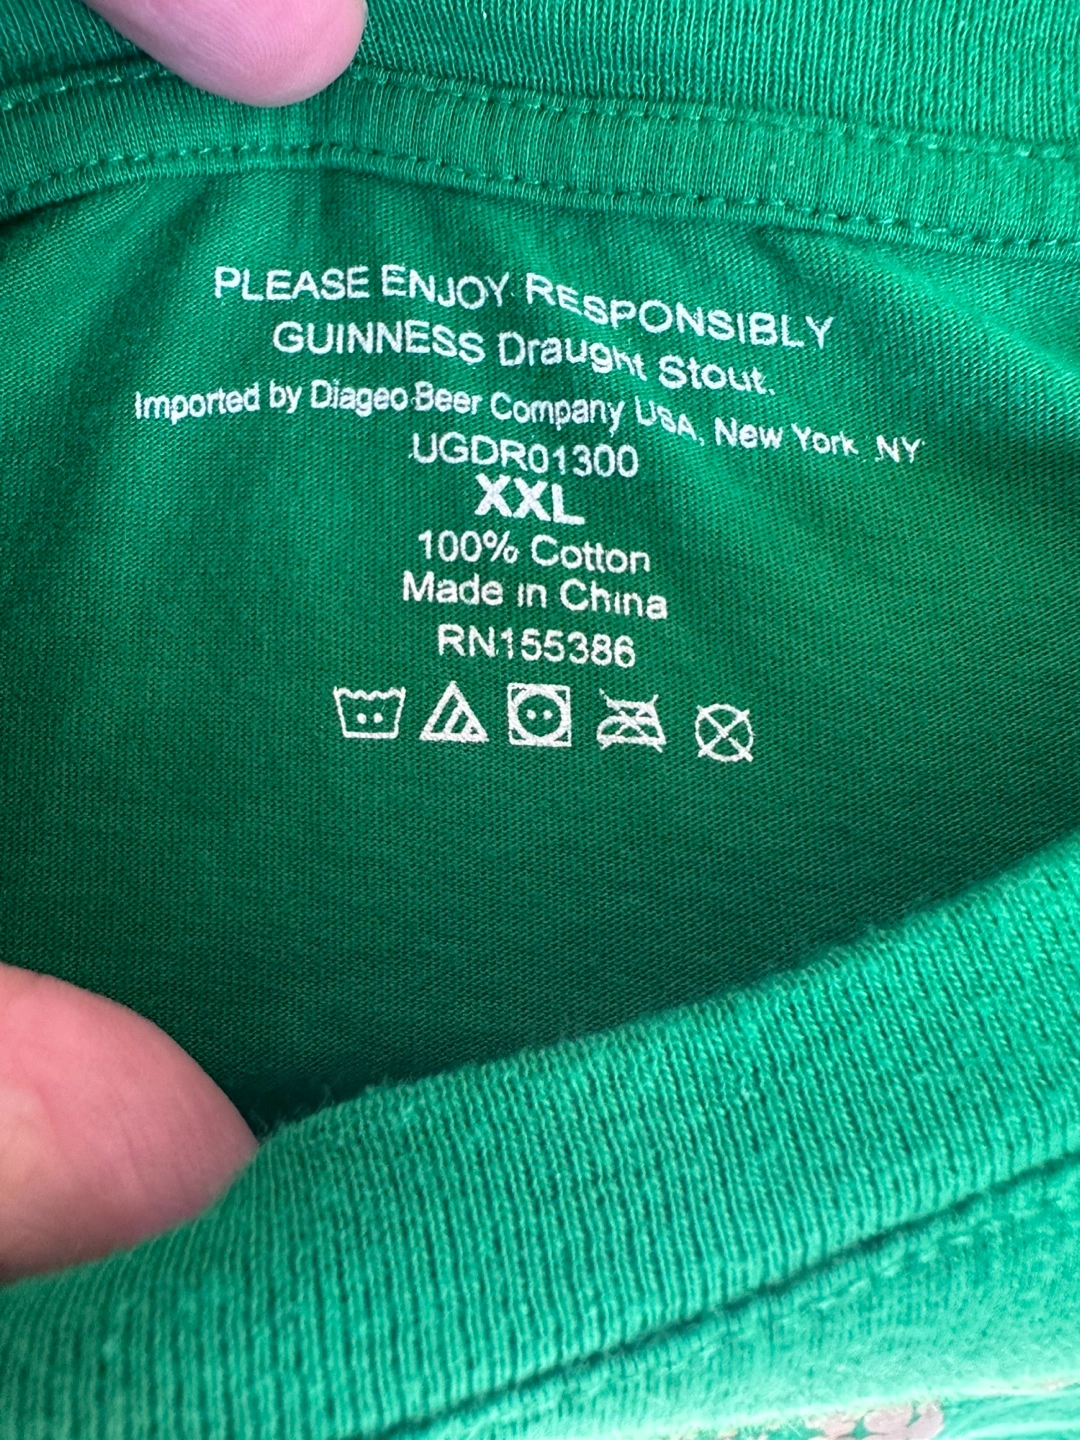 PLEASE ENJOY RESPONSIBLY
GUINNESS Draught Stout.
Imported by Diageo Beer Company USA, New York, NY
UGDR01300
XXL
100% Cotton
Made in China
RN155386